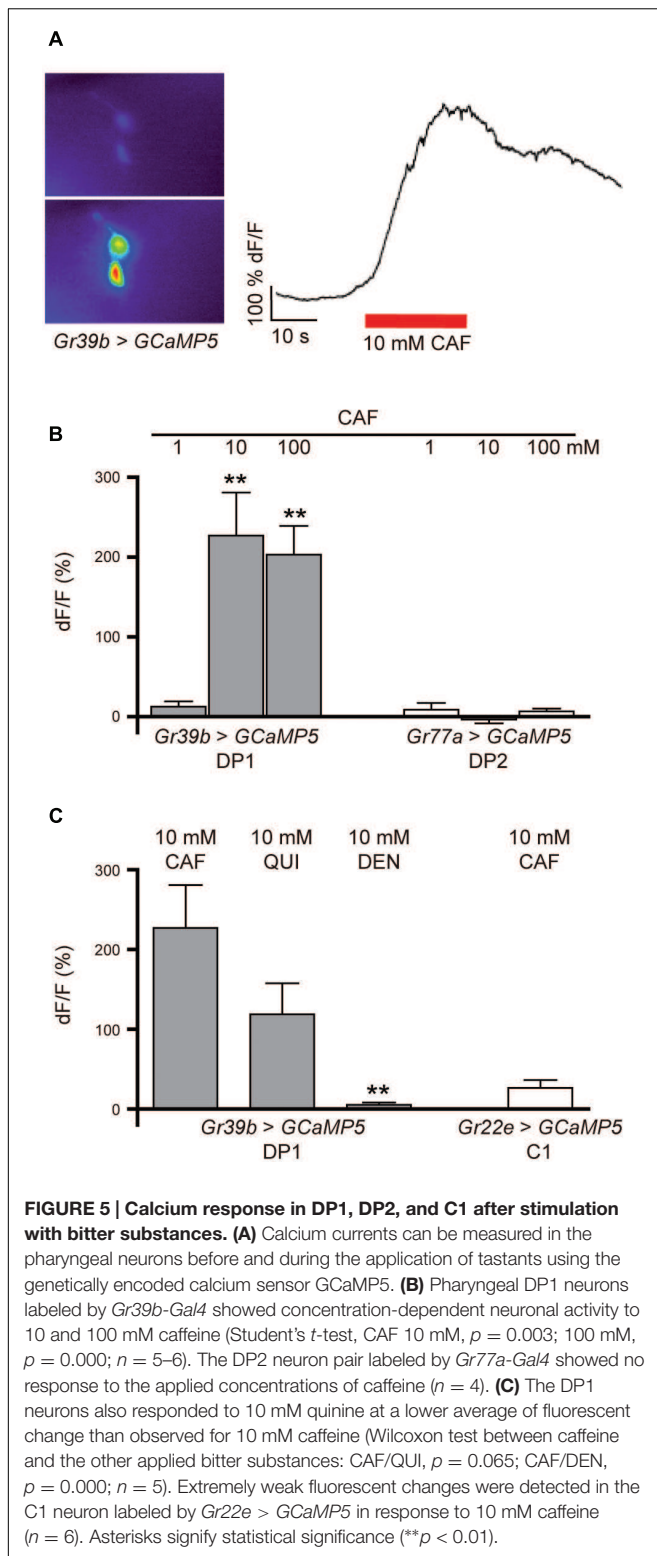 A
Gr39b > GCaMP5
100 % dF/F
10 s
10 mM CAF
B
CAF
1 10 100 1 10 100 mM
** **
300
200
100
0
dF/F (%)
Gr39b > GCaMP5 Gr77a > GCaMP5
DP1 DP2
C
10 mM 10 mM 10 mM 10 mM
CAF QUI DEN CAF
300
200
100
0
dF/F (%)
**
Gr39b > GCaMP5 Gr22e > GCaMP5
DP1 C1
FIGURE 5 | Calcium response in DP1, DP2, and C1 after stimulation
with bitter substances. (A) Calcium currents can be measured in the
pharyngeal neurons before and during the application of tastants using the
genetically encoded calcium sensor GCaMP5. (B) Pharyngeal DP1 neurons
labeled by Gr39b-Gal4 showed concentration-dependent neuronal activity to
10 and 100 mM caffeine (Student's t-test, CAF 10 mM, p = 0.003; 100 mM,
p = 0.000; n = 5–6). The DP2 neuron pair labeled by Gr77a-Gal4 showed no
response to the applied concentrations of caffeine (n = 4). (C) The DP1
neurons also responded to 10 mM quinine at a lower average of fluorescent
change than observed for 10 mM caffeine (Wilcoxon test between caffeine
and the other applied bitter substances: CAF/QUI, p = 0.065; CAF/DEN,
p = 0.000; n = 5). Extremely weak fluorescent changes were detected in the
C1 neuron labeled by Gr22e > GCaMP5 in response to 10 mM caffeine
(n = 6). Asterisks signify statistical significance (**p < 0.01).